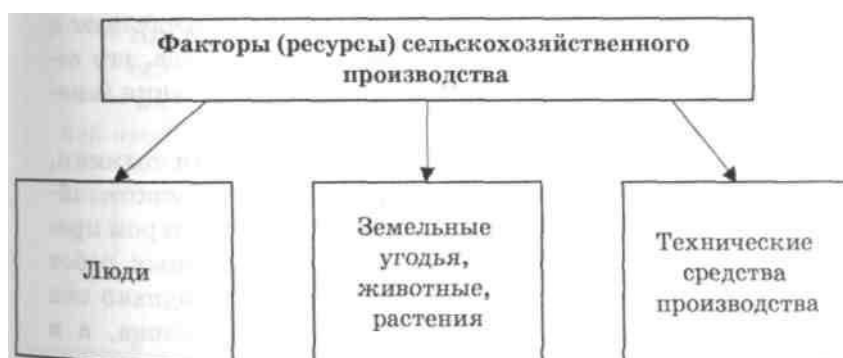 Факторы (ресурсы) сельскохозяйственного
производства
Люди
Земельные
угодья,
животные,
растения
Технические
средства
производства